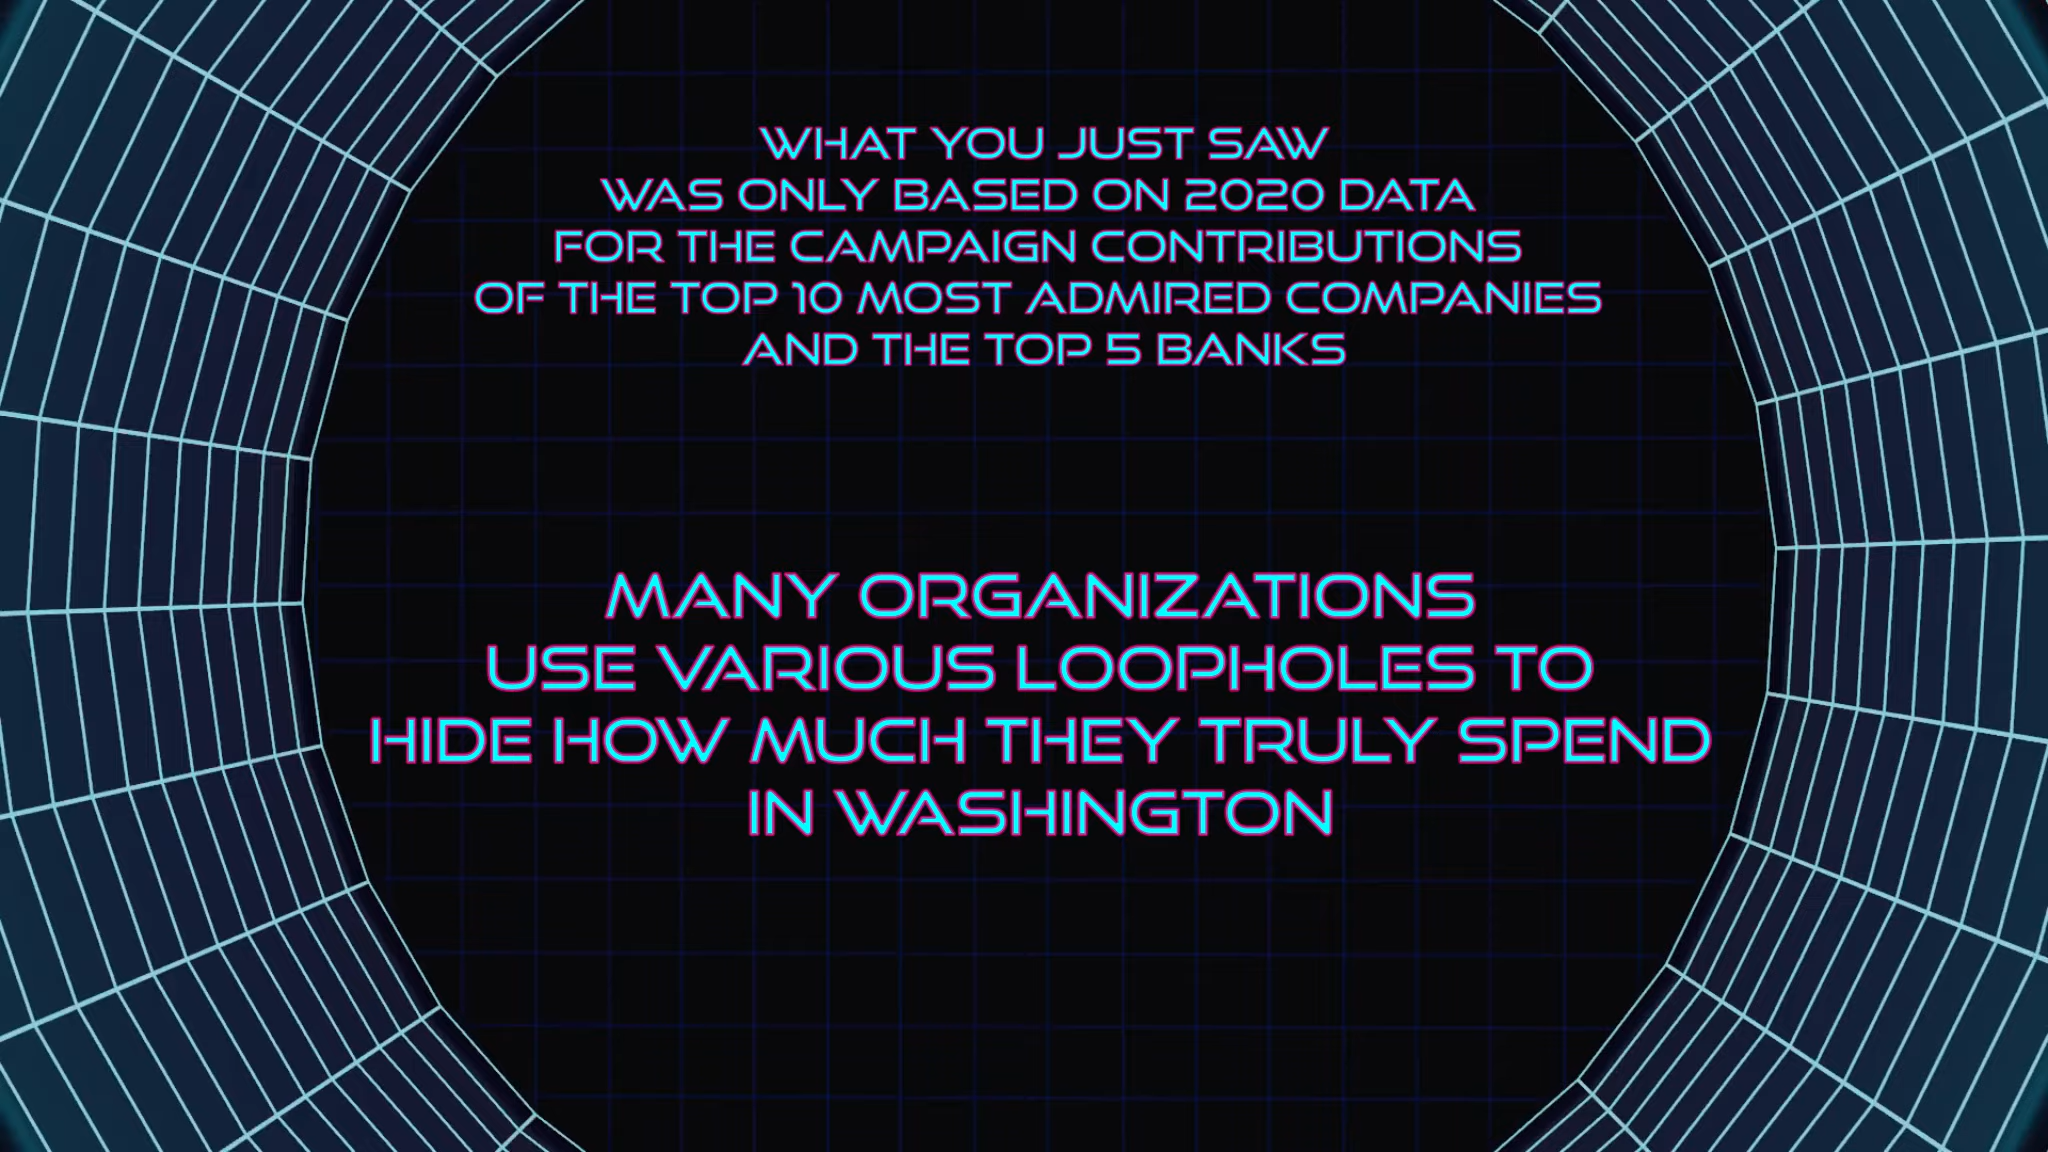 WHAT YOU JUST SAW
WAS ONLY BASED ON 2020 DATA
FOR THE CAMPAIGN CONTRIBUTIONS
OF THE TOP 10 MOST ADMIRED COMPANIES
AND THE TOP 5 BANKS
MANY ORGANIZATIONS
USE VARIOUS LOOPHOLES TO
HIDE HOW MUCH THEY TRULY SPEND
IN WASHINGTON